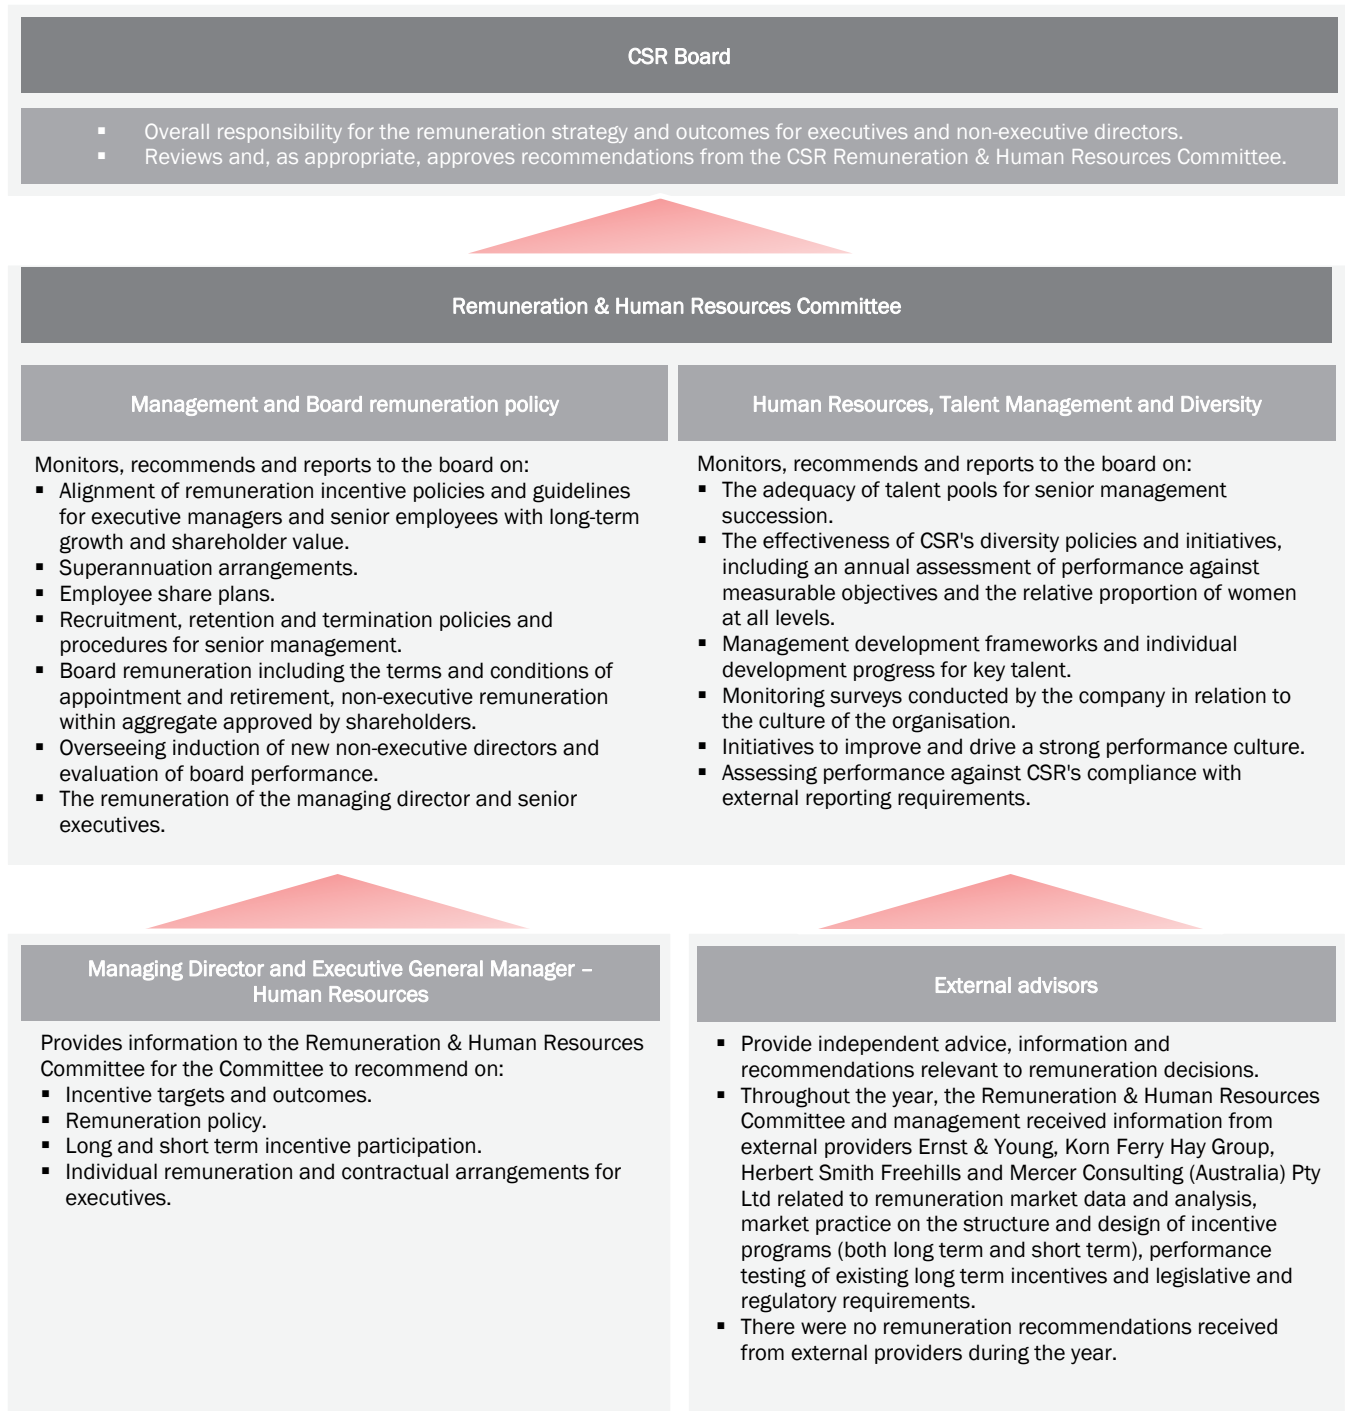 CSR Board
▪ Overall responsibility for the remuneration strategy and outcomes for executives and non-executive directors.
▪ Reviews and, as appropriate, approves recommendations from the CSR Remuneration & Human Resources Committee.
Remuneration & Human Resources Committee
Management and Board remuneration policy
Monitors, recommends and reports to the board on:
▪ Alignment of remuneration incentive policies and guidelines
for executive managers and senior employees with long-term
growth and shareholder value.
▪ Superannuation arrangements.
▪ Employee share plans.
▪ Recruitment, retention and termination policies and
procedures for senior management.
▪ Board remuneration including the terms and conditions of
appointment and retirement, non-executive remuneration
within aggregate approved by shareholders.
▪ Overseeing induction of new non-executive directors and
evaluation of board performance.
▪ The remuneration of the managing director and senior
executives.
Human Resources, Talent Management and Diversity
Monitors, recommends and reports to the board on:
▪ The adequacy of talent pools for senior management
succession.
▪ The effectiveness of CSR's diversity policies and initiatives,
including an annual assessment of performance against
measurable objectives and the relative proportion of women
at all levels.
▪ Management development frameworks and individual
development progress for key talent.
▪ Monitoring surveys conducted by the company in relation to
the culture of the organisation.
▪ Initiatives to improve and drive a strong performance culture.
▪ Assessing performance against CSR's compliance with
external reporting requirements.
Managing Director and Executive General Manager –
Human Resources
Provides information to the Remuneration & Human Resources
Committee for the Committee to recommend on:
▪ Incentive targets and outcomes.
▪ Remuneration policy.
▪ Long and short term incentive participation.
▪ Individual remuneration and contractual arrangements for
executives.
External advisors
▪ Provide independent advice, information and
recommendations relevant to remuneration decisions.
▪ Throughout the year, the Remuneration & Human Resources
Committee and management received information from
external providers Ernst & Young, Korn Ferry Hay Group,
Herbert Smith Freehills and Mercer Consulting (Australia) Pty
Ltd related to remuneration market data and analysis,
market practice on the structure and design of incentive
programs (both long term and short term), performance
testing of existing long term incentives and legislative and
regulatory requirements.
▪ There were no remuneration recommendations received
from external providers during the year.